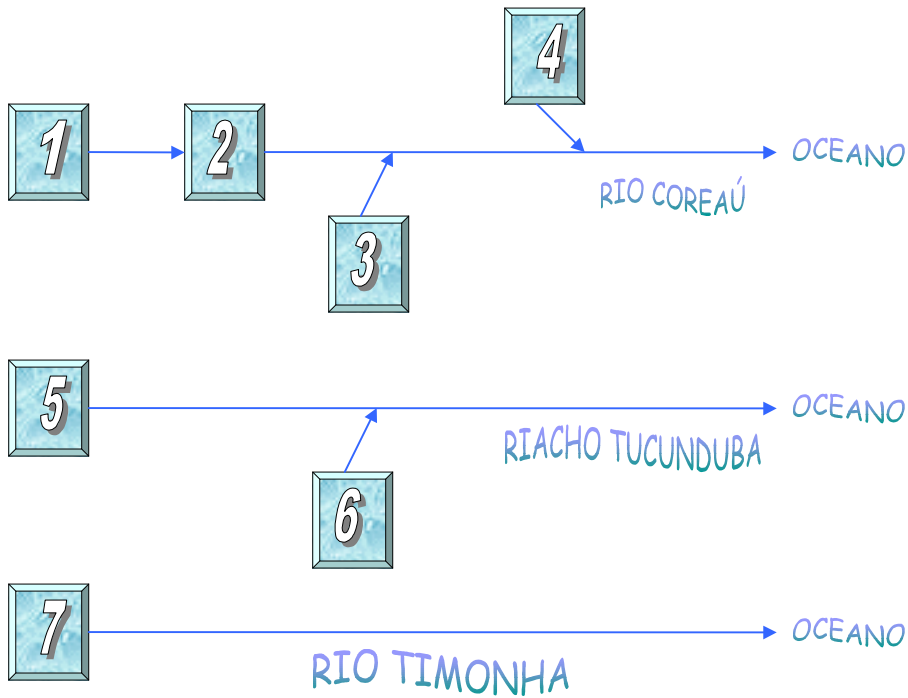 4
1
2
OCEANO
RIO COREAÚ
3
5
OCEANO
RIACHO TUCUNDUBA
6
7
OCEANO
RIO TIMONHA